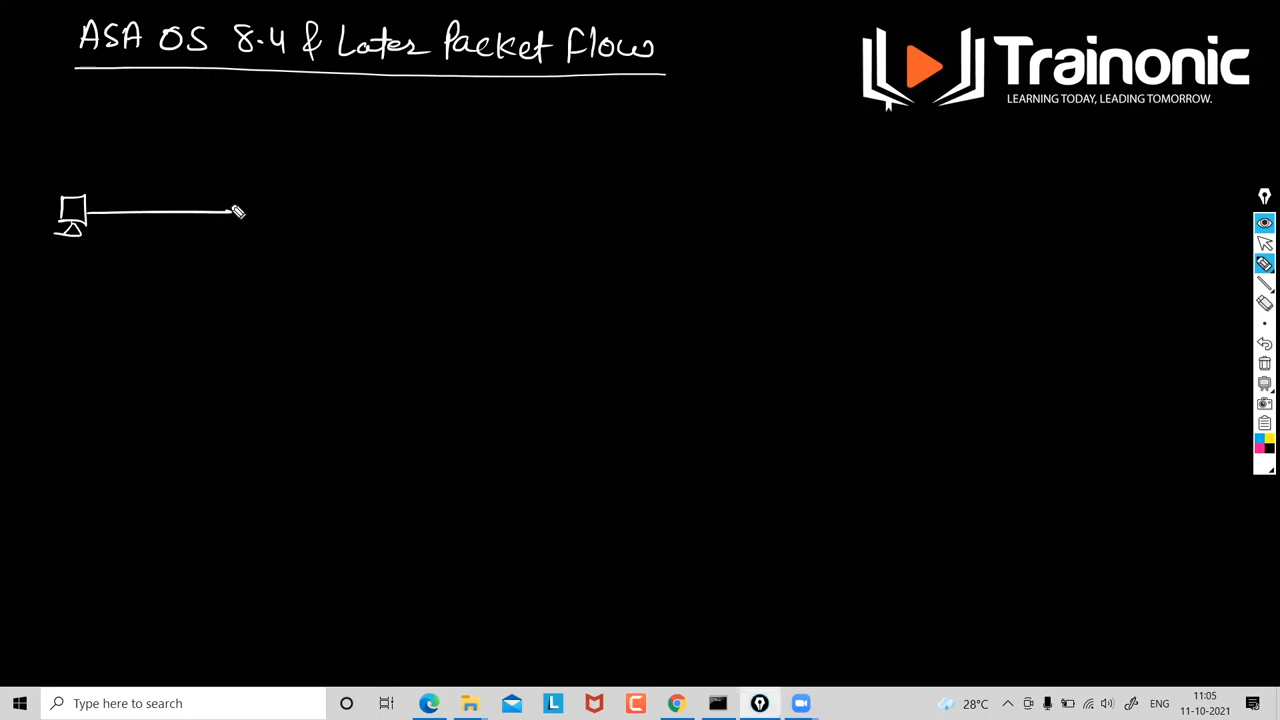 ASA OS 8.4 & Later Packet Flow
Trainonic
LEARNING TODAY, LEADING TOMORROW.
Type here to search
L
28°C
ENG
11:05
11-10-2021